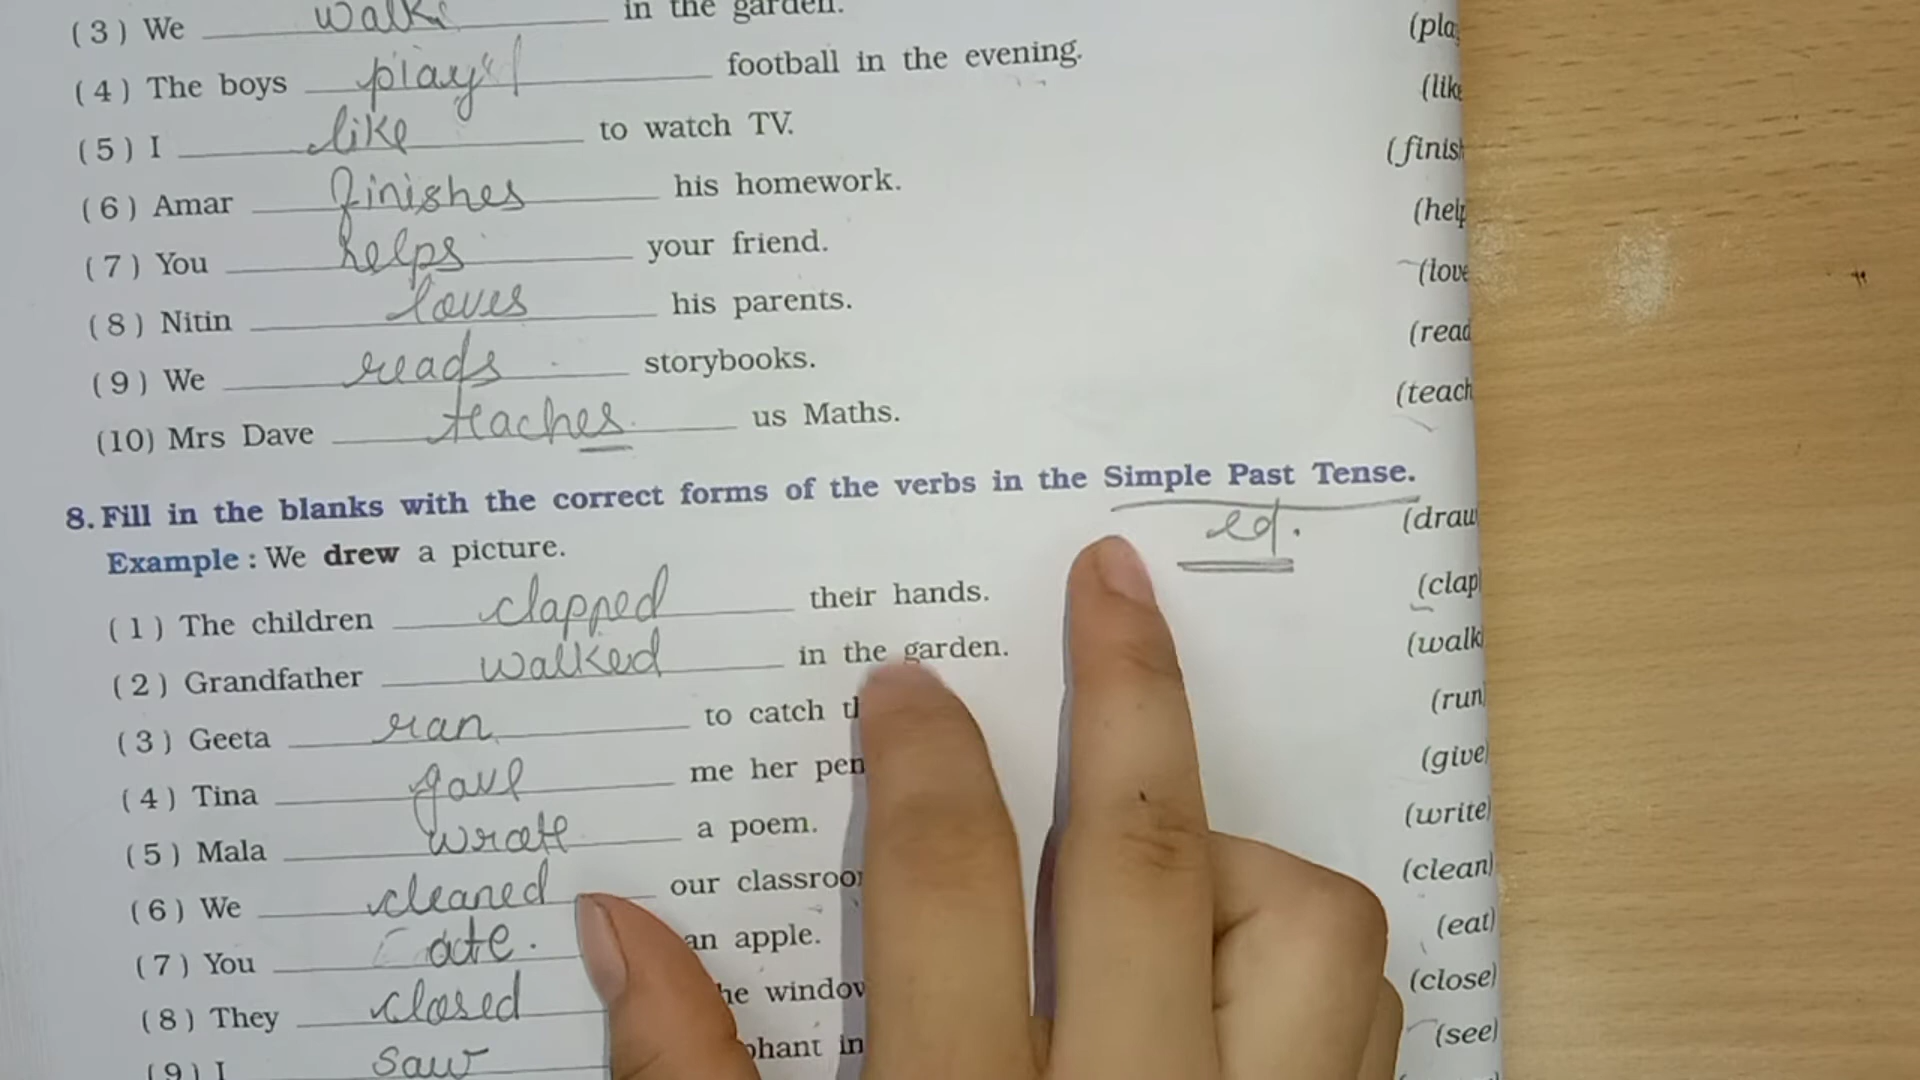 (3) We walk in the garden.
(4) The boys play football in the evening. (play
(5) I like to watch TV. (like
(6) Amar finishes his homework. (finish
(7) You helps your friend. (help
(8) Nitin loves his parents. (love
(9) We reads storybooks. (read
(10) Mrs Dave teaches us Maths. (teach
8. Fill in the blanks with the correct forms of the verbs in the Simple Past Tense.
ed.
Example : We drew a picture. (draw
(1) The children clapped their hands. (clap
(2) Grandfather walked in the garden. (walk
(3) Geeta ran to catch (run
(4) Tina gave me her pen (give
(5) Mala wrote a poem. (write)
(6) We cleaned our classroo (clean)
(7) You ate. an apple. (eat)
(8) They closed he window (close)
(9) I saw phant in (see)